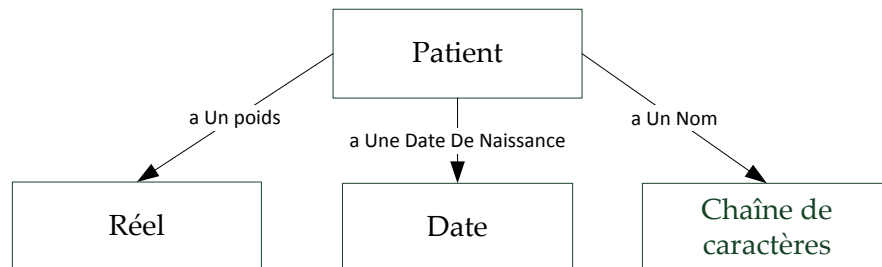 Patient
a Un poids
a Une Date De Naissance
a Un Nom
Réel
Date
Chaîne de
caractères